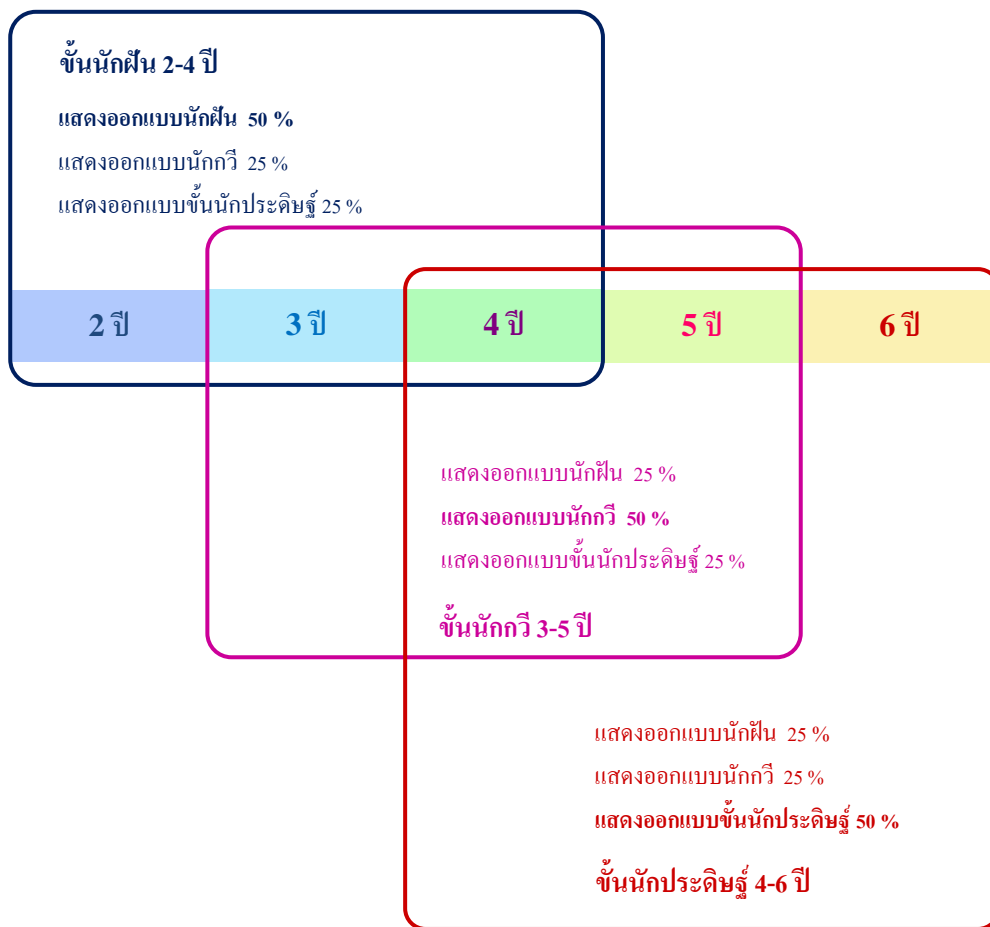 ขั้นนักฝัน 2-4 ปี
แสดงออกแบบนักฝัน 50 %
แสดงออกแบบนักกวี 25 %
แสดงออกแบบขั้นนักประดิษฐ์ 25 %
2 ปี 3 ปี 4 ปี 5 ปี 6 ปี
แสดงออกแบบนักฝัน 25 %
แสดงออกแบบนักกวี 50 %
แสดงออกแบบขั้นนักประดิษฐ์ 25 %
ขั้นนักกวี 3-5 ปี
แสดงออกแบบนักฝัน 25 %
แสดงออกแบบนักกวี 25 %
แสดงออกแบบขั้นนักประดิษฐ์ 50 %
ขั้นนักประดิษฐ์ 4-6 ปี